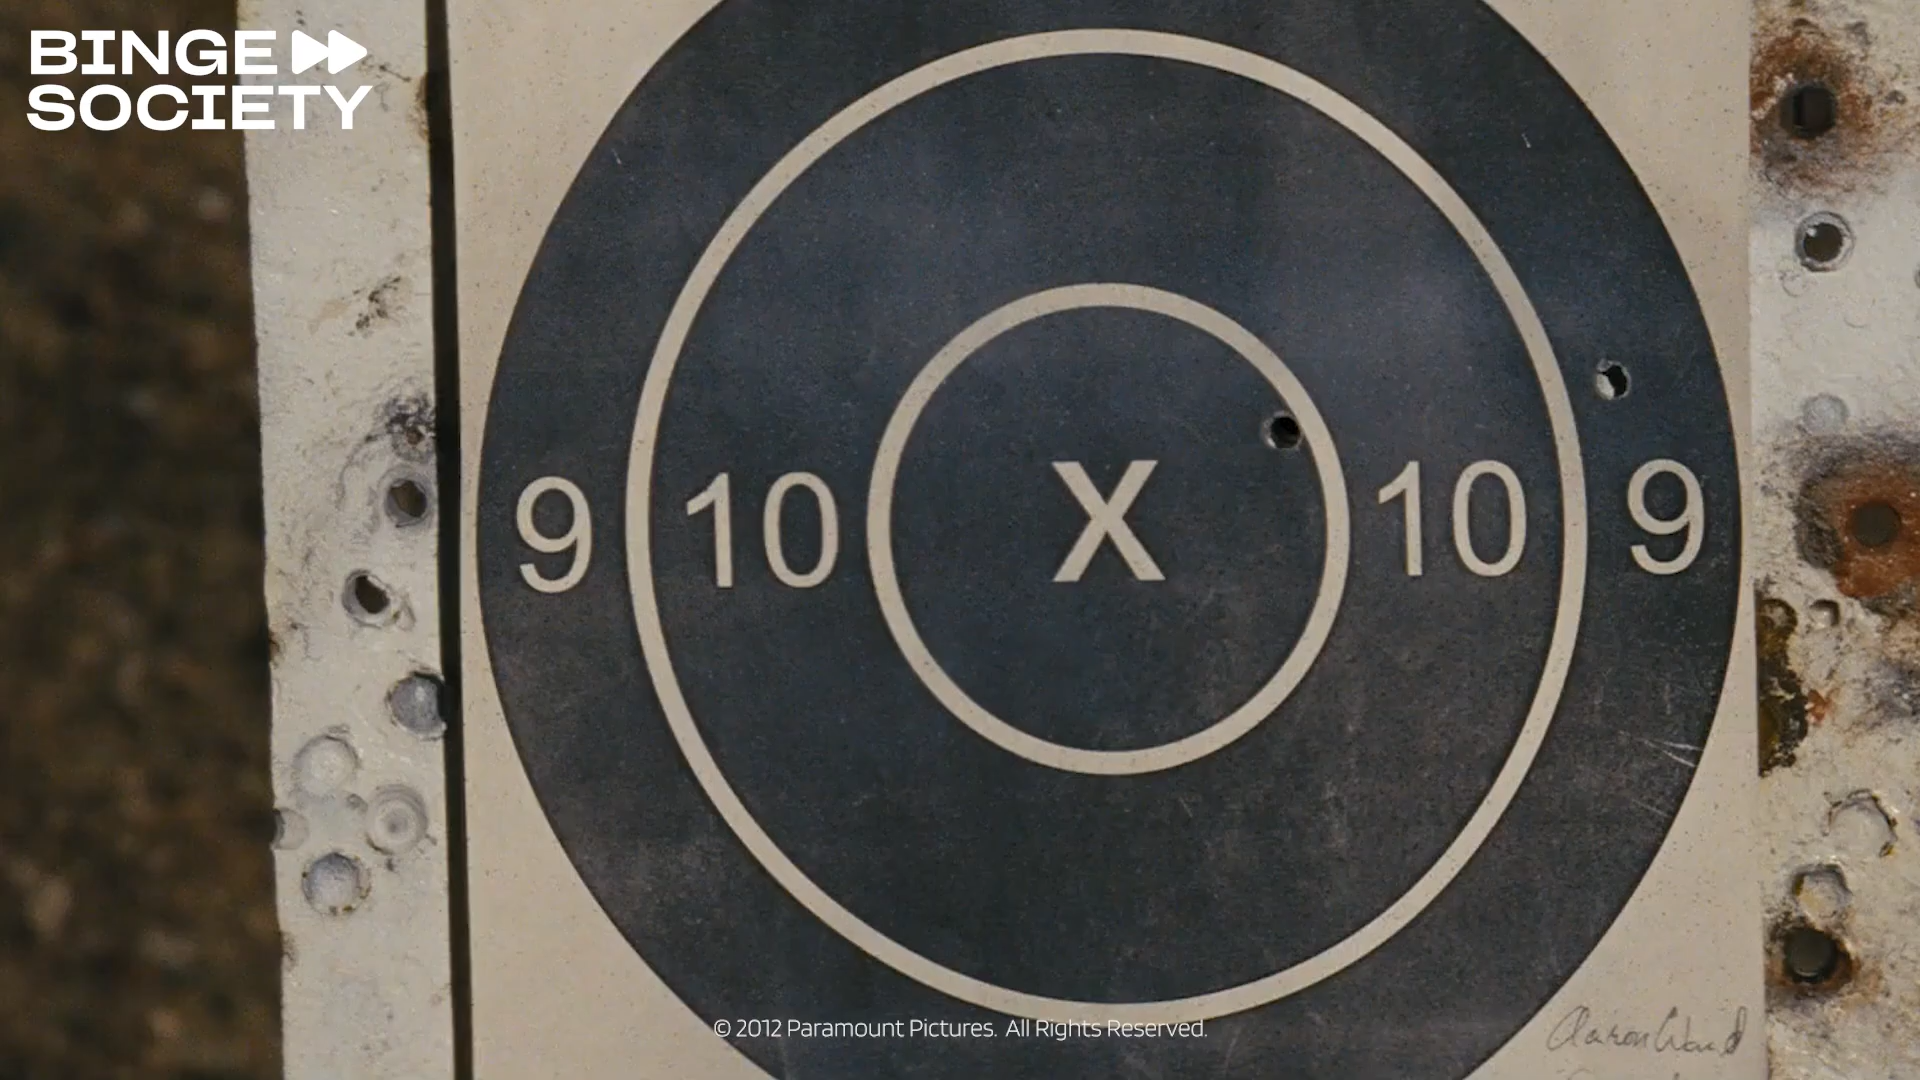 BINGE
SOCIETY
9 10 X 10 9
© 2012 Paramount Pictures. All Rights Reserved.